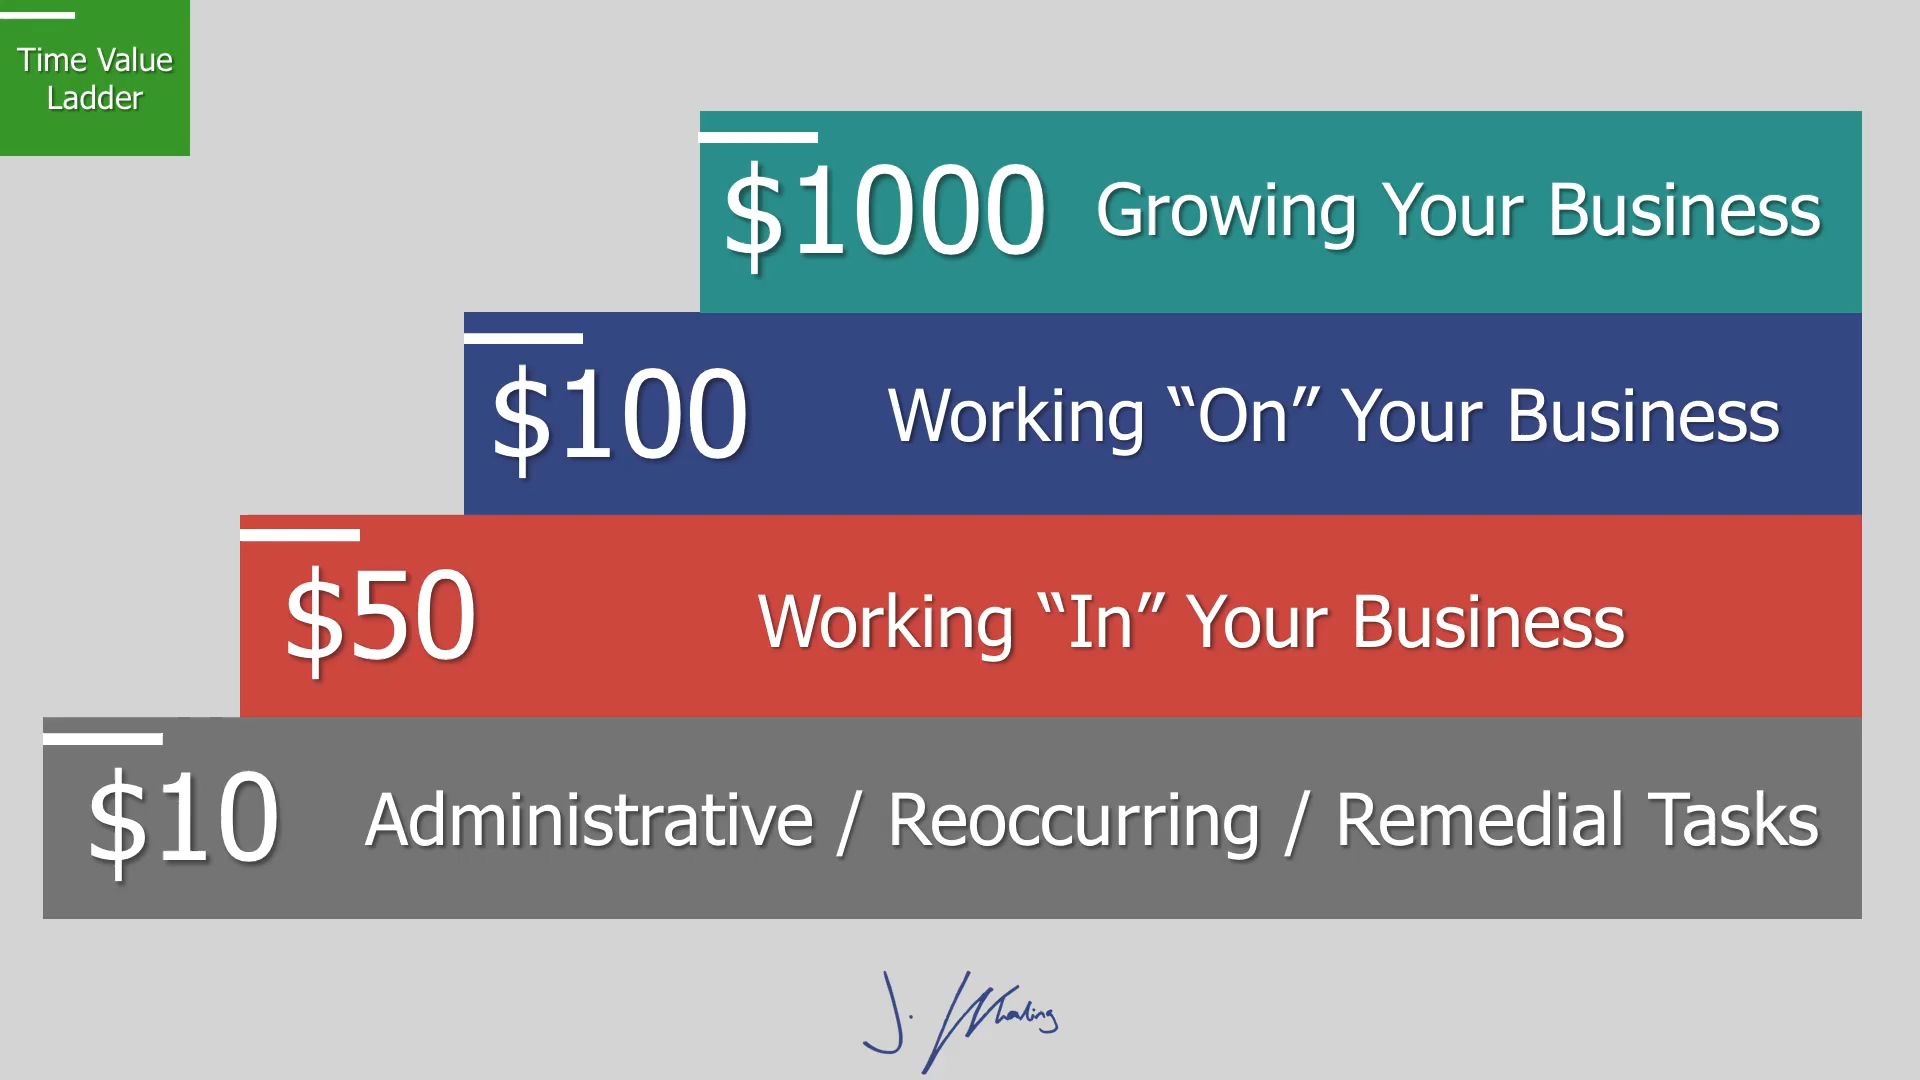 Time Value
Ladder
$1000 Growing Your Business
$100 Working “On” Your Business
$50 Working “In” Your Business
$10 Administrative / Reoccurring / Remedial Tasks